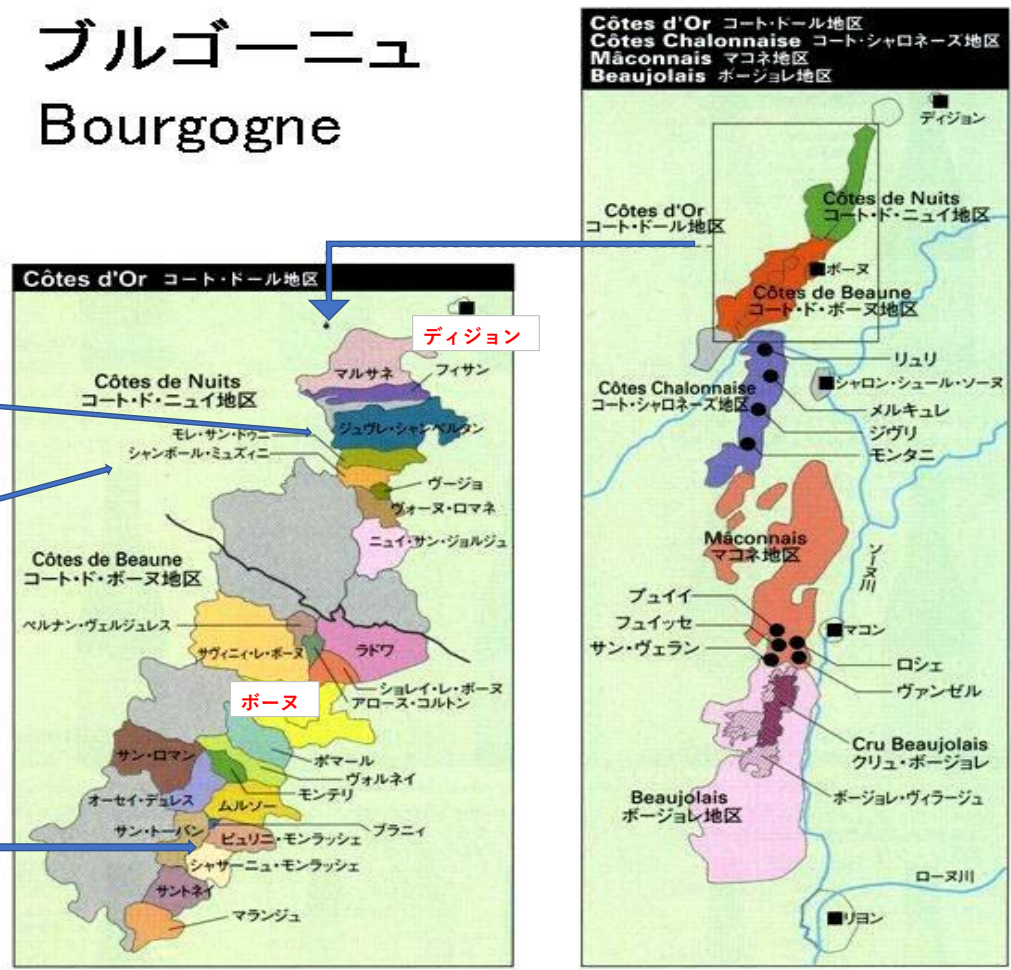 ブルゴーニュ
Bourgogne
Côtes d'Or コート・ドール地区
Côtes Chalonnaise コート・シャロネーズ地区
Mâconnais マコネ地区
Beaujolais ボージョレ地区
ディジョン
Côtes de Nuits
コート・ド・ニュイ地区
Côtes d'Or
コート・ドール地区
ボーヌ
Côtes de Beaune
コート・ド・ボーヌ地区
リュリ
Côtes Chalonnaise
コート・シャロネーズ地区
シャロン・シュール・ソーヌ
メルキュレ
ジヴリ
モンタニ
Mâconnais
マコネ地区
ソーヌ川
プュイイ
フュイッセ
サン・ヴェラン
マコン
ロシェ
ヴァンゼル
Cru Beaujolais
クリュ・ボージョレ
Beaujolais
ボージョレ地区
ボージョレ・ヴィラージュ
ローヌ川
リヨン
Côtes d'Or コート・ドール地区
ディジョン
マルサネ
フィサン
Côtes de Nuits
コート・ド・ニュイ地区
ジュヴレ・シャンベルタン
モレ・サン・ドゥニ
シャンボール・ミュズィニ
ヴージョ
ヴォーヌ・ロマネ
ニュイ・サン・ジョルジュ
Côtes de Beaune
コート・ド・ボーヌ地区
ペルナン・ヴェルジュレス
サヴィニィ・レ・ボーヌ
ラドワ
ショレイ・レ・ボーヌ
アロース・コルトン
ボーヌ
サン・ロマン
ポマール
ヴォルネイ
モンテリ
オーセイ・デュレス
ムルソー
サン・トーバン
ブラニィ
ピュリニ・モンラッシェ
シャサーニュ・モンラッシェ
サントネイ
マランジュ